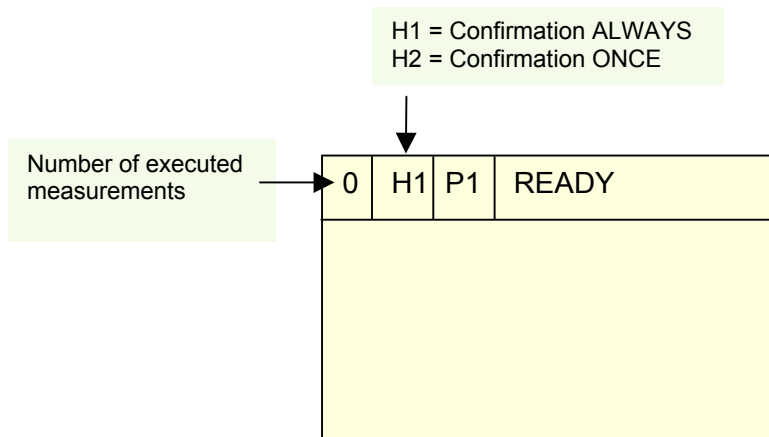 H1 = Confirmation ALWAYS
H2 = Confirmation ONCE
Number of executed
measurements
0 H1 P1 READY